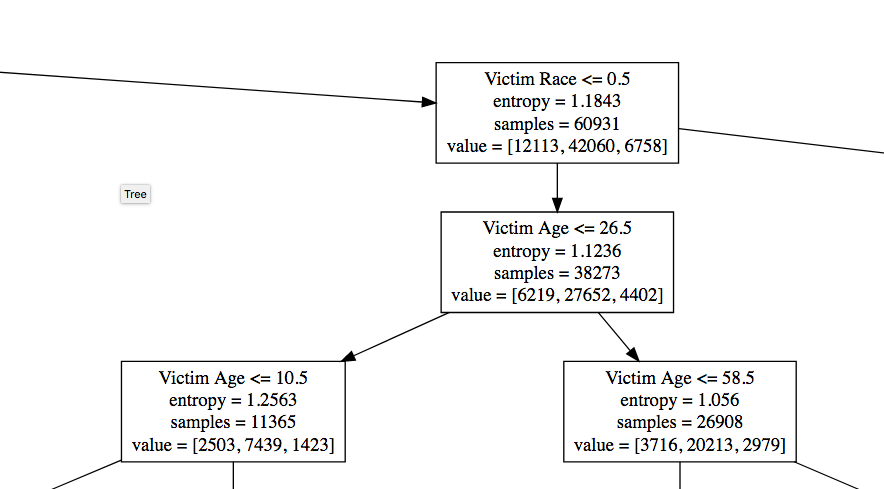 Victim Race <= 0.5
entropy = 1.1843
samples = 60931
value = [12113, 42060, 6758]
Tree
Victim Age <= 26.5
entropy = 1.1236
samples = 38273
value = [6219, 27652, 4402]
Victim Age <= 10.5
entropy = 1.2563
samples = 11365
value = [2503, 7439, 1423]
Victim Age <= 58.5
entropy = 1.056
samples = 26908
value = [3716, 20213, 2979]